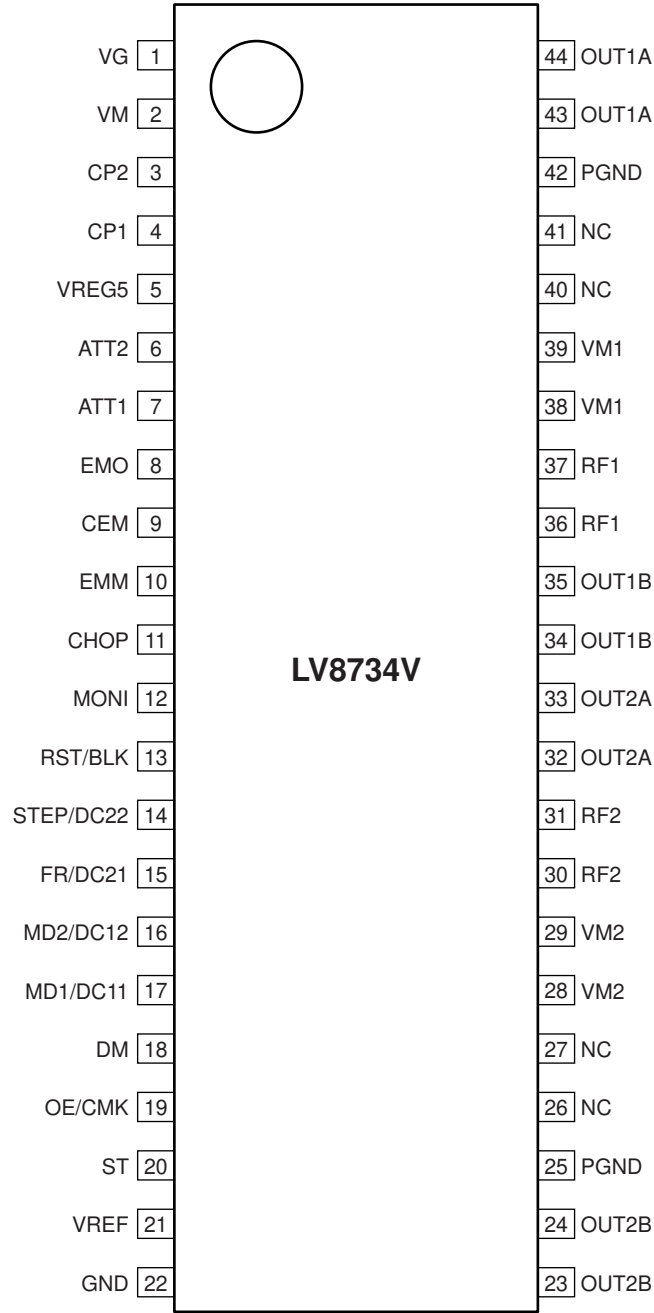 VG 1 44 OUT1A
VM 2 43 OUT1A
CP2 3 42 PGND
CP1 4 41 NC
VREG5 5 40 NC
ATT2 6 39 VM1
ATT1 7 38 VM1
EMO 8 37 RF1
CEM 9 36 RF1
EMM 10 35 OUT1B
CHOP 11 34 OUT1B
LV8734V
MONI 12 33 OUT2A
RST/BLK 13 32 OUT2A
STEP/DC22 14 31 RF2
FR/DC21 15 30 RF2
MD2/DC12 16 29 VM2
MD1/DC11 17 28 VM2
DM 18 27 NC
OE/CMK 19 26 NC
ST 20 25 PGND
VREF 21 24 OUT2B
GND 22 23 OUT2B